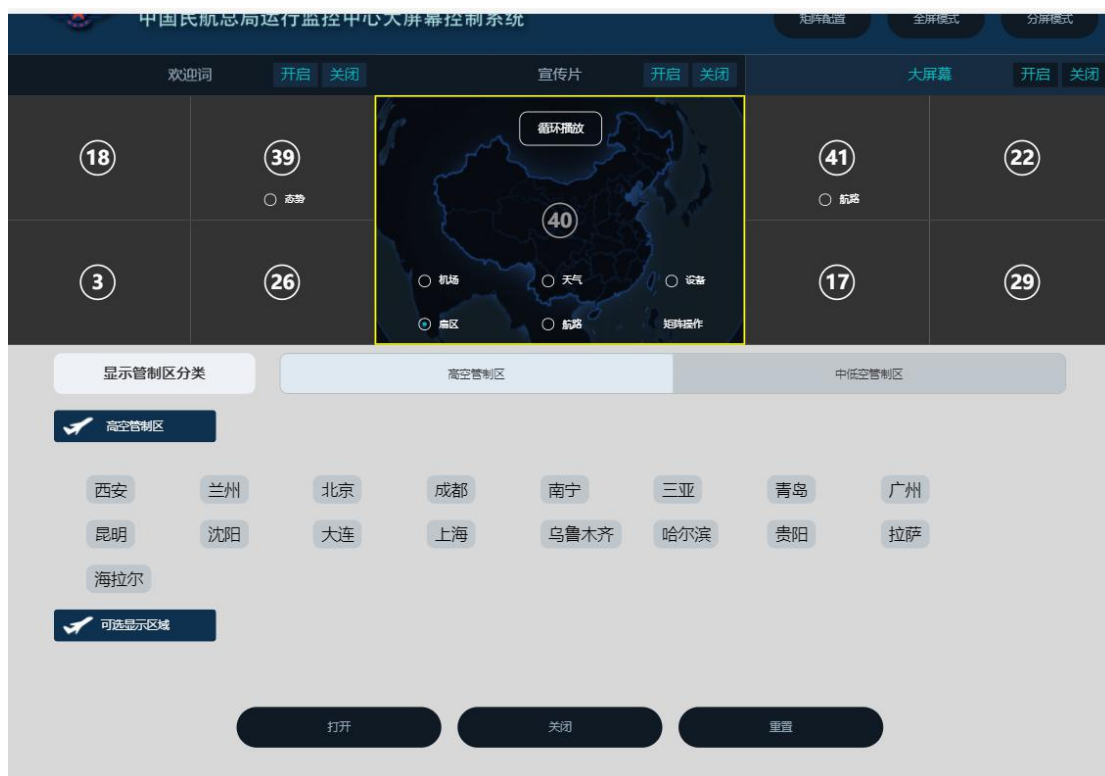 中国民航总局运行监控中心大屏幕控制系统 矩阵配置 全屏模式 分屏模式
欢迎词 开启 关闭 宣传片 开启 关闭 大屏幕 开启 关闭
循环播放
18 39 41 22
态势 航路
40
3 26 17 29
机场 天气 设备
扇区 航路 矩阵操作
显示管制区分类 高空管制区 中低空管制区
高空管制区
西安 兰州 北京 成都 南宁 三亚 青岛 广州
昆明 沈阳 大连 上海 乌鲁木齐 哈尔滨 贵阳 拉萨
海拉尔
可选显示区域
打开 关闭 重置